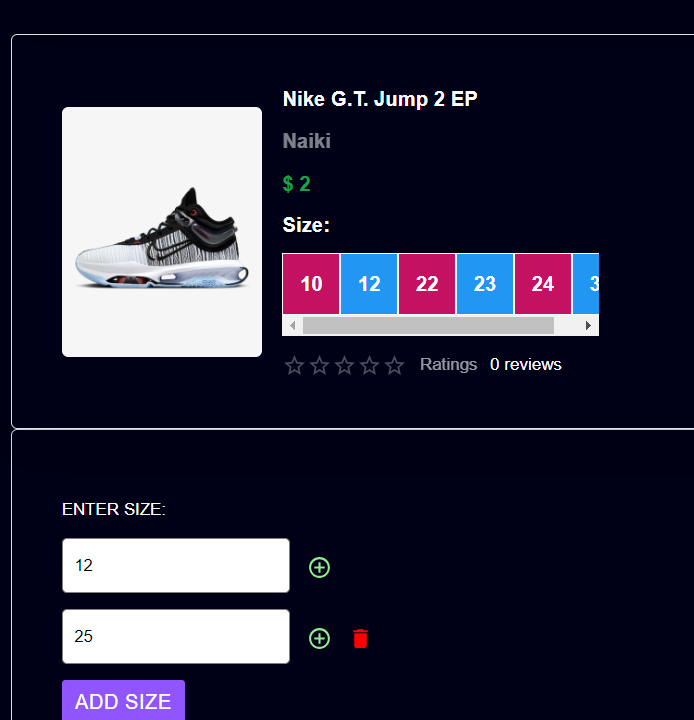 Nike G.T. Jump 2 EP
Naiki
$ 2
Size:
10 12 22 23 24
Ratings 0 reviews
ENTER SIZE:
12
25
ADD SIZE